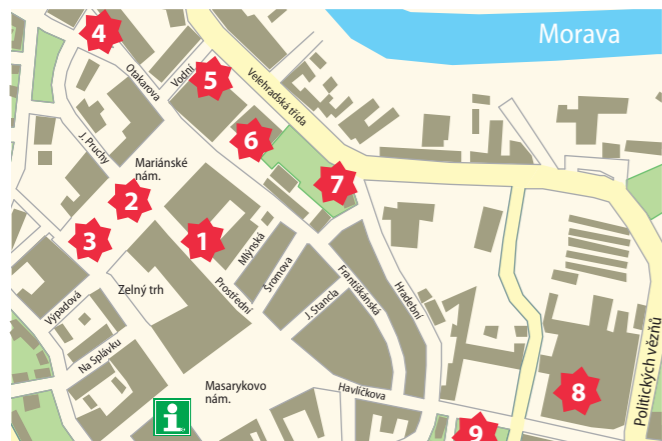 4
Morava
Vodní
5
Otakarova
Velehradská třída
6
J. Pruchy
Mariánské
nám.
7
2
3
1
Mlýnská
Šromova
Františkánská
Hradební
Zelný trh
Prostřední
J. Stancla
Výpadová
Na Splávku
Politických vězňů
Masarykovo
nám.
Havlíčkova
8
i
9